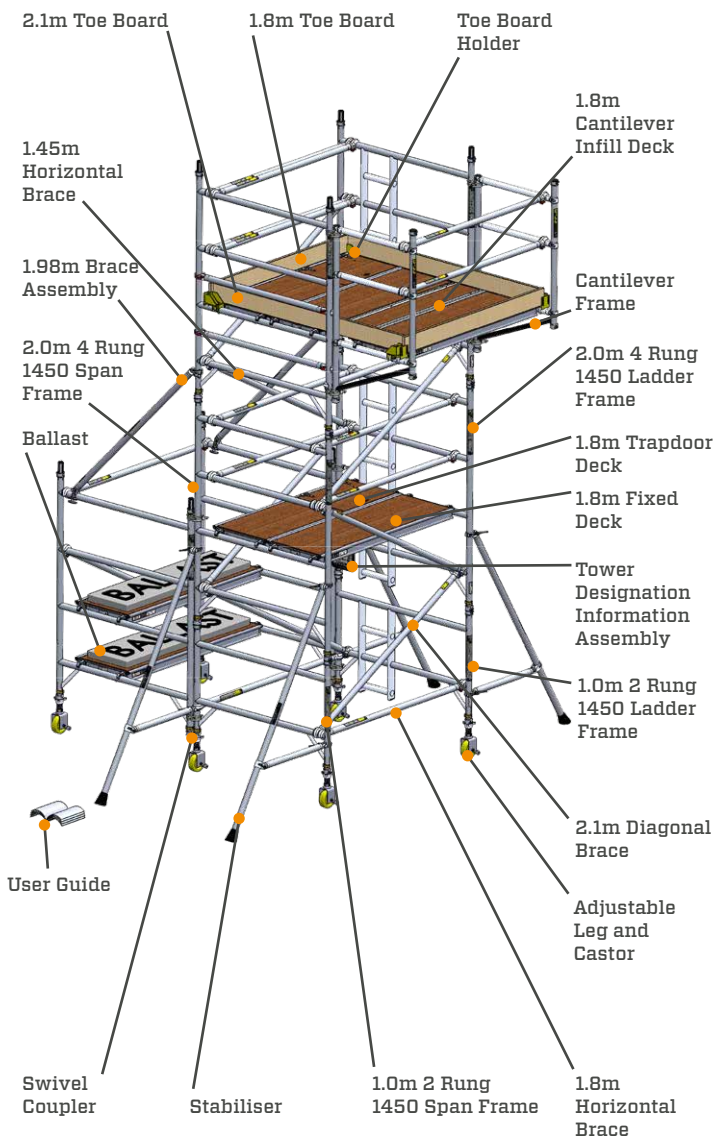 2.1m Toe Board
1.8m Toe Board
Toe Board
Holder
1.8m
Cantilever
Infill Deck
1.45m
Horizontal
Brace
1.98m Brace
Assembly
Cantilever
Frame
2.0m 4 Rung
1450 Span
Frame
2.0m 4 Rung
1450 Ladder
Frame
Ballast
1.8m Trapdoor
Deck
1.8m Fixed
Deck
BALLAST
BALLAST
Tower
Designation
Information
Assembly
1.0m 2 Rung
1450 Ladder
Frame
2.1m Diagonal
Brace
User Guide
Adjustable
Leg and
Castor
Swivel
Coupler
Stabiliser
1.0m 2 Rung
1450 Span Frame
1.8m
Horizontal
Brace